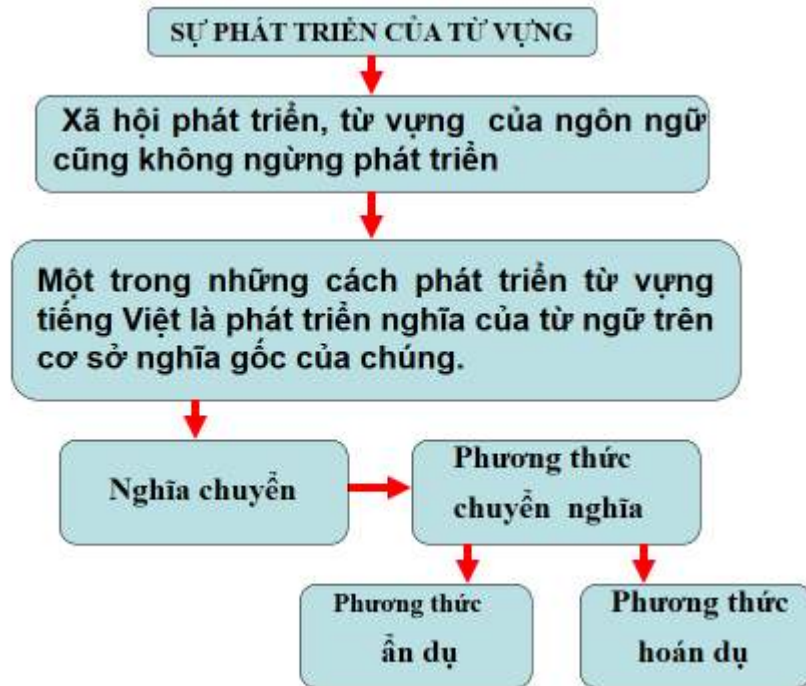 SỰ PHÁT TRIỂN CỦA TỪ VỰNG
Xã hội phát triển, từ vựng của ngôn ngữ
cũng không ngừng phát triển
Một trong những cách phát triển từ vựng
tiếng Việt là phát triển nghĩa của từ ngữ trên
cơ sở nghĩa gốc của chúng.
Nghĩa chuyển
Phương thức
chuyển nghĩa
Phương thức
ẩn dụ
Phương thức
hoán dụ